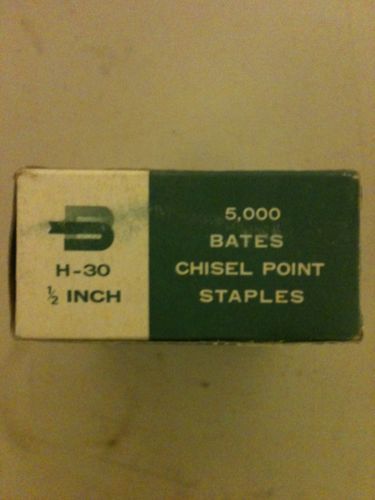 B
H-30
½ INCH
5,000
BATES
CHISEL POINT
STAPLES